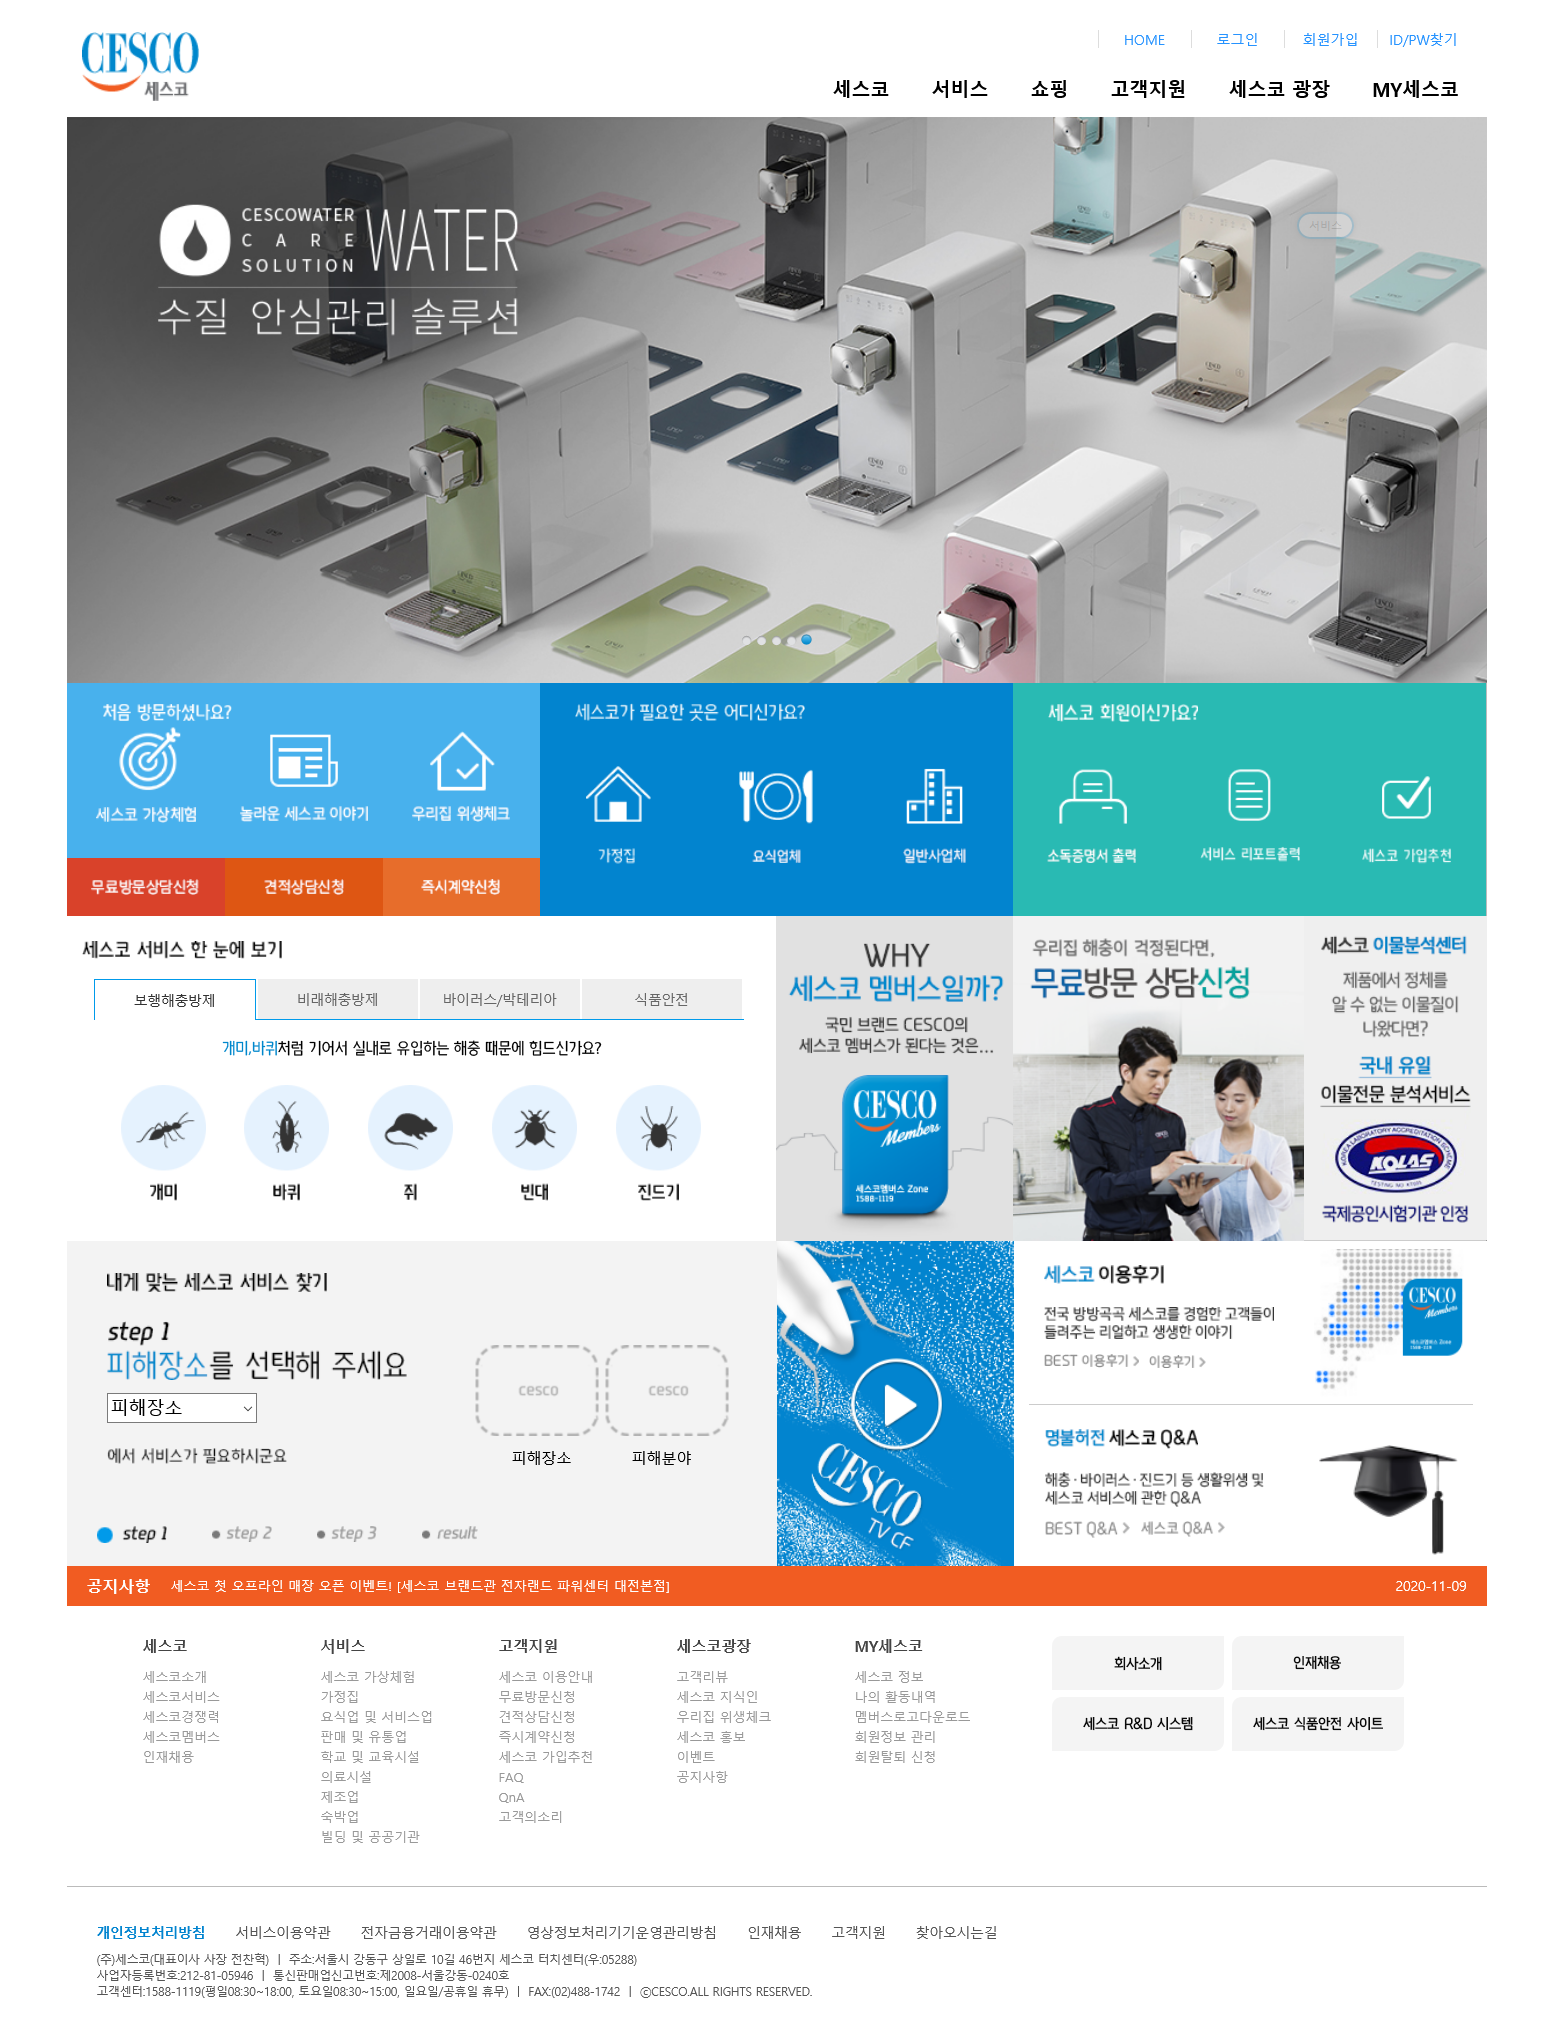 CESCO
세스코
HOME
로그인
회원가입
ID/PW찾기
세스코
서비스
쇼핑
고객지원
세스코 광장
MY세스코
CESCOWATER
CARE
SOLUTION
WATER
수질 안심관리 솔루션
서비스
처음 방문하셨나요?
세스코 가상체험
놀라운 세스코 이야기
우리집 위생체크
무료방문상담신청
견적상담신청
즉시계약신청
세스코가 필요한 곳은 어디신가요?
가정집
요식업체
일반사업체
세스코 회원이신가요?
소독증명서 출력
서비스 리포트출력
세스코 가입추천
세스코 서비스 한 눈에 보기
보행해충방제
비래해충방제
바이러스/박테리아
식품안전
개미,바퀴처럼 기어서 실내로 유입하는 해충 때문에 힘드신가요?
개미
바퀴
쥐
빈대
진드기
WHY
세스코 멤버스일까?
국민 브랜드 CESCO의
세스코 멤버스가 된다는 것은...
CESCO
Members
세스코멤버스 Zone
1588-1119
우리집 해충이 걱정된다면,
무료방문 상담신청
세스코 이물분석센터
제품에서 정체를
알 수 없는 이물질이
나왔다면?
국내 유일
이물전문 분석서비스
KOREA LABORATORY ACCREDITATION SCHEME
KOLAS
국제공인시험기관 인정
내게 맞는 세스코 서비스 찾기
step 1
피해장소를 선택해 주세요
피해장소
에서 서비스가 필요하시군요
cesco
cesco
피해장소
피해분야
step 1
step 2
step 3
result
CESCO
TV CF
세스코 이용후기
전국 방방곡곡 세스코를 경험한 고객들이
들려주는 리얼하고 생생한 이야기
BEST 이용후기 > 이용후기 >
CESCO
Members
명불허전 세스코 Q&A
해충 · 바이러스 · 진드기 등 생활위생 및
세스코 서비스에 관한 Q&A
BEST Q&A > 세스코 Q&A >
공지사항
세스코 첫 오프라인 매장 오픈 이벤트! [세스코 브랜드관 전자랜드 파워센터 대전본점]
2020-11-09
세스코
세스코소개
세스코서비스
세스코경쟁력
세스코멤버스
인재채용
서비스
세스코 가상체험
가정집
요식업 및 서비스업
판매 및 유통업
학교 및 교육시설
의료시설
제조업
숙박업
빌딩 및 공공기관
고객지원
세스코 이용안내
무료방문신청
견적상담신청
즉시계약신청
세스코 가입추천
FAQ
QnA
고객의소리
세스코광장
고객리뷰
세스코 지식인
우리집 위생체크
세스코 홍보
이벤트
공지사항
MY세스코
세스코 정보
나의 활동내역
멤버스로고다운로드
회원정보 관리
회원탈퇴 신청
회사소개
인재채용
세스코 R&D 시스템
세스코 식품안전 사이트
개인정보처리방침
서비스이용약관
전자금융거래이용약관
영상정보처리기기운영관리방침
인재채용
고객지원
찾아오시는길
(주)세스코(대표이사 사장 전찬혁) | 주소:서울시 강동구 상일로 10길 46번지 세스코 터치센터(우:05288)
사업자등록번호:212-81-05946 | 통신판매업신고번호:제2008-서울강동-0240호
고객센터:1588-1119(평일08:30~18:00, 토요일08:30~15:00, 일요일/공휴일 휴무) | FAX:(02)488-1742 | ⓒCESCO.ALL RIGHTS RESERVED.